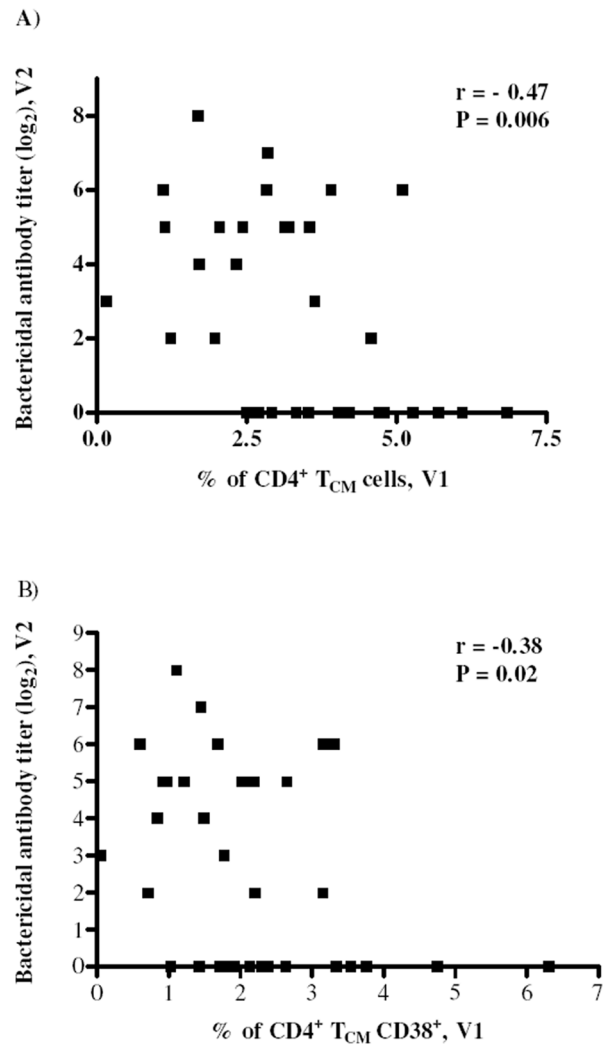 A)
Bactericidal antibody titer (log₂), V2
r = - 0.47
P = 0.006
8
6
4
2
0
0.0 2.5 5.0 7.5
% of CD4⁺ T_CM cells, V1
B)
Bactericidal antibody titer (log₂), V2
r = -0.38
P = 0.02
9
8
7
6
5
4
3
2
1
0
0 1 2 3 4 5 6 7
% of CD4⁺ T_CM CD38⁺, V1